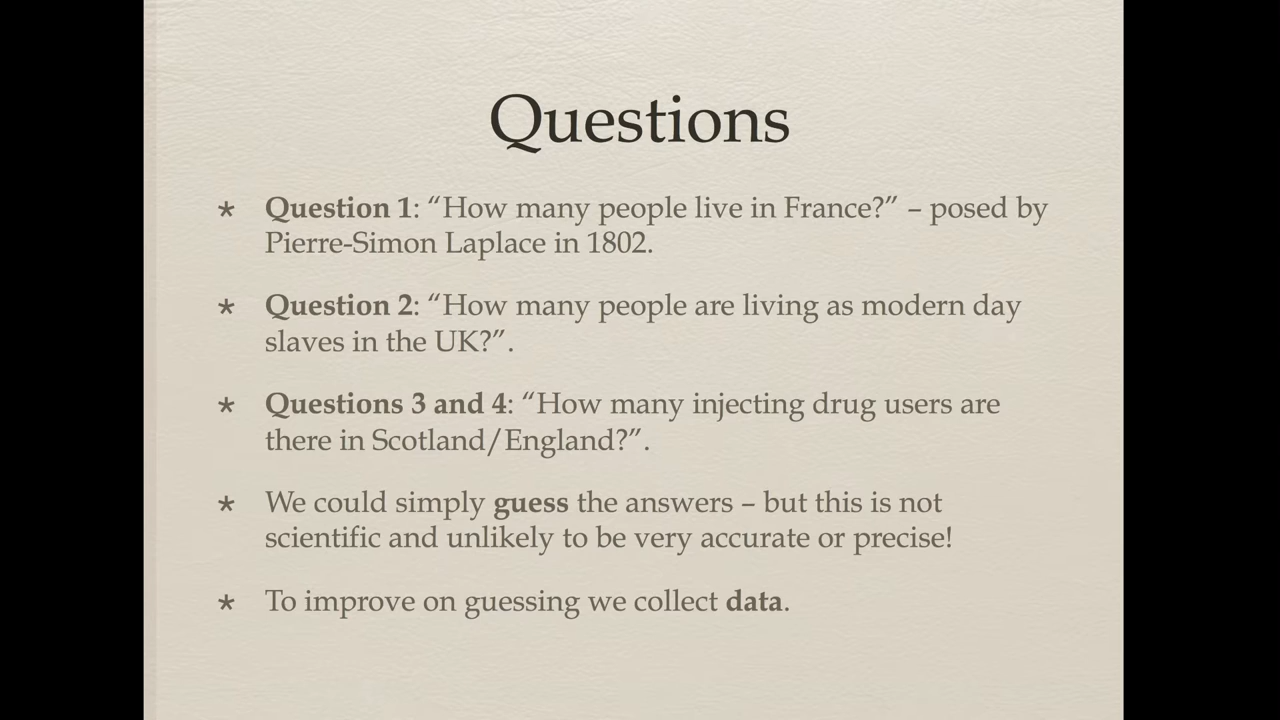 Questions
* Question 1: “How many people live in France?” – posed by
Pierre-Simon Laplace in 1802.
* Question 2: “How many people are living as modern day
slaves in the UK?”.
* Questions 3 and 4: “How many injecting drug users are
there in Scotland/England?”.
* We could simply guess the answers – but this is not
scientific and unlikely to be very accurate or precise!
* To improve on guessing we collect data.